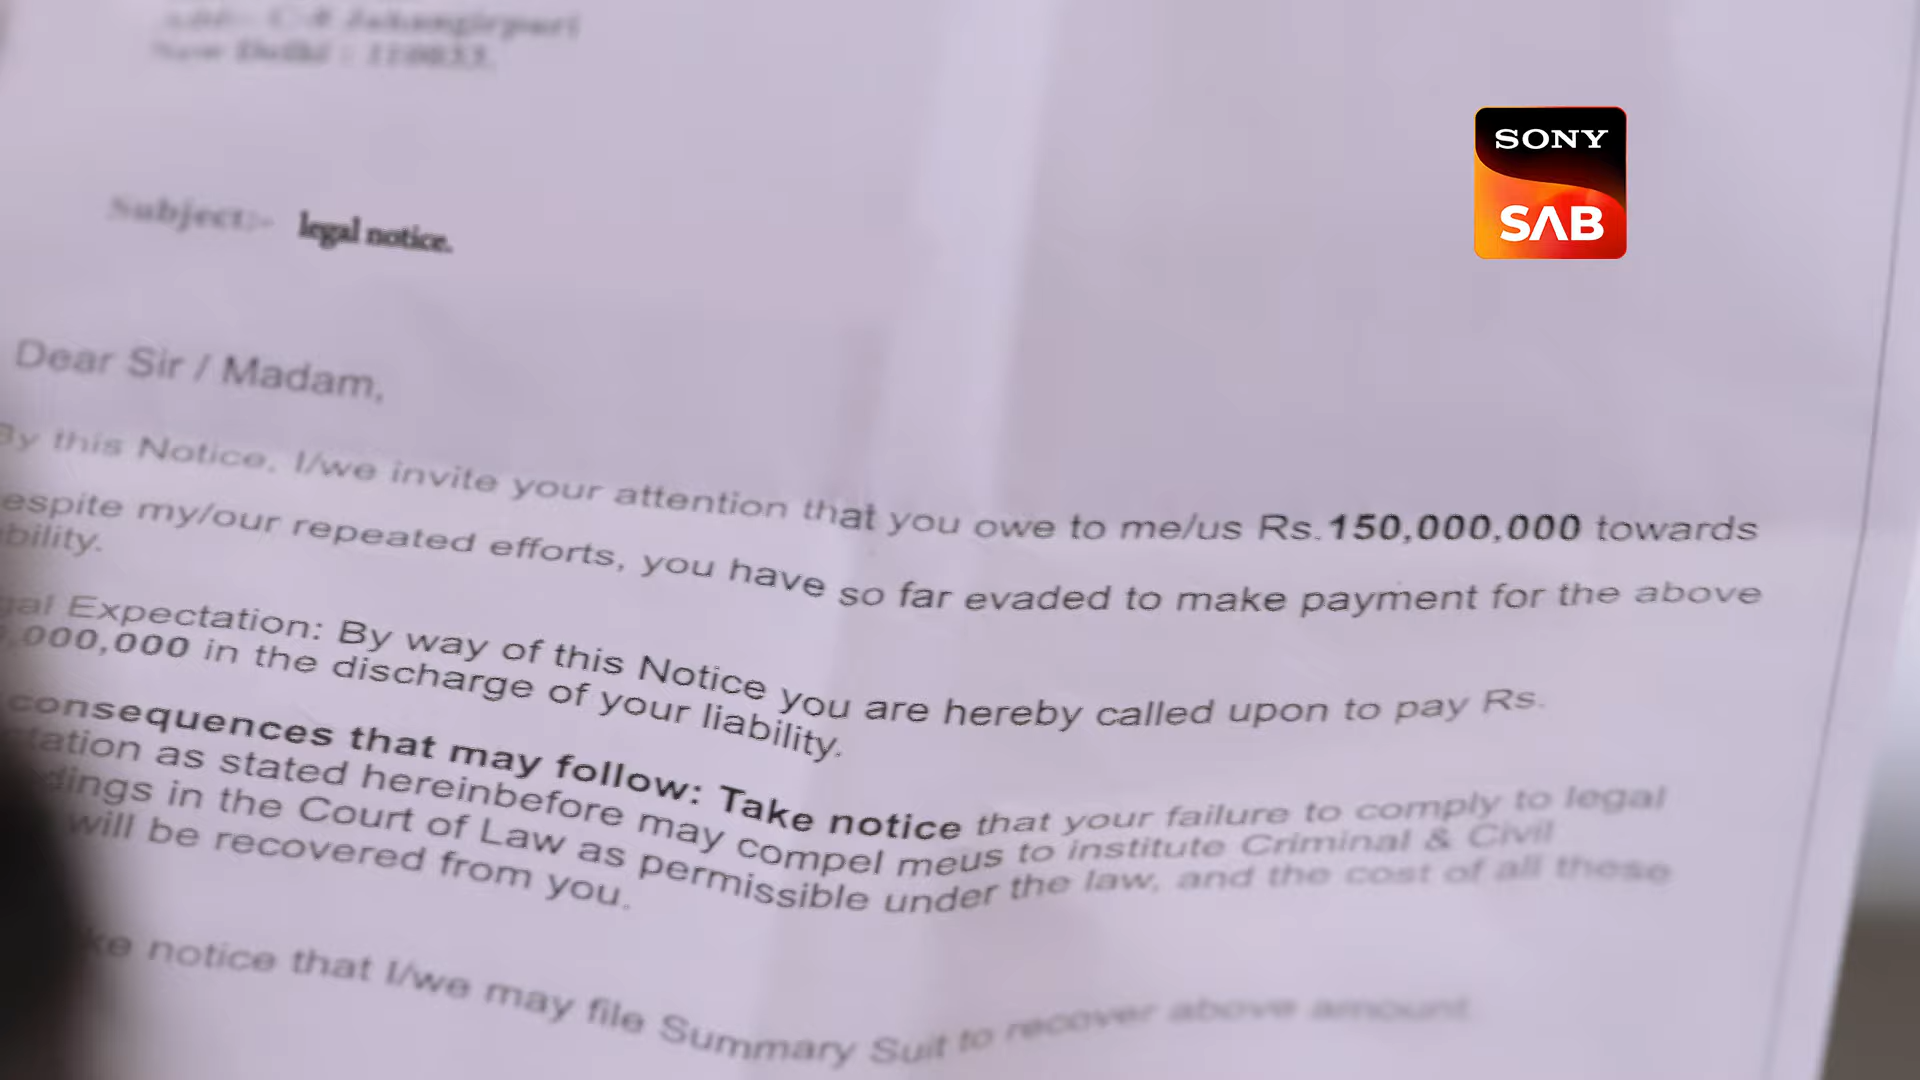 C-8 Jahangirpuri
New Delhi : 110033.
SONY
SAB
Subject:- legal notice.
Dear Sir / Madam,
By this Notice, I/we invite your attention that you owe to me/us Rs.150,000,000 towards
espite my/our repeated efforts, you have so far evaded to make payment for the above
bility.
gal Expectation: By way of this Notice you are hereby called upon to pay Rs.
,000,000 in the discharge of your liability.
consequences that may follow: Take notice that your failure to comply to legal
tation as stated hereinbefore may compel meus to institute Criminal & Civil
dings in the Court of Law as permissible under the law, and the cost of all these
will be recovered from you.
ke notice that I/we may file Summary Suit to recover above amount.